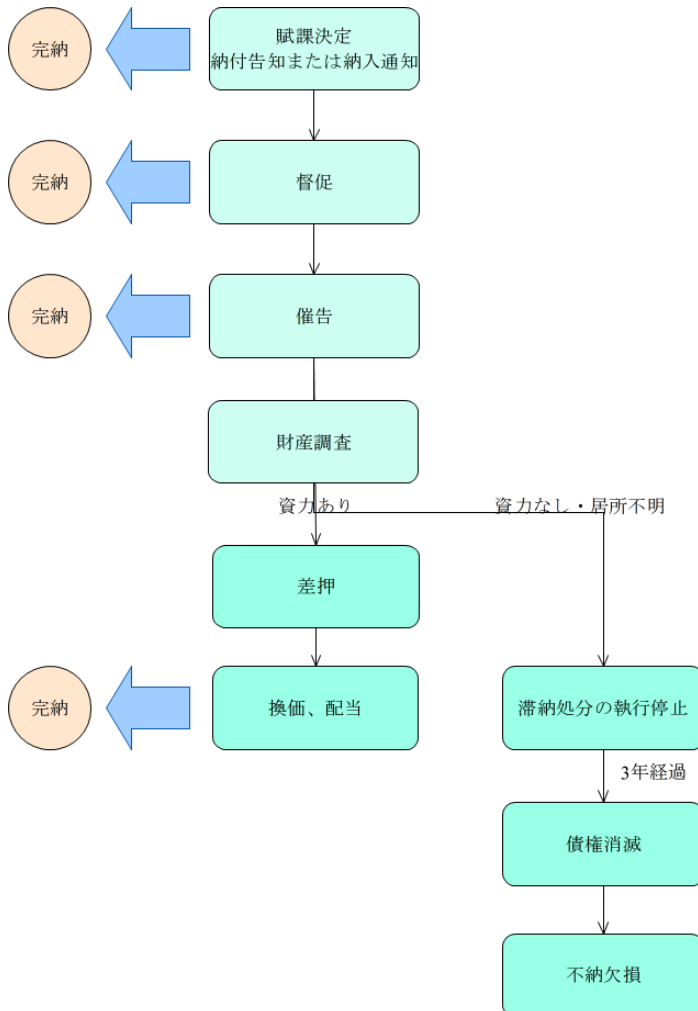 完納
賦課決定
納付告知または納入通知
完納
督促
完納
催告
財産調査
資力あり
資力なし・居所不明
差押
完納
換価、配当
滞納処分の執行停止
3年経過
債権消滅
不納欠損